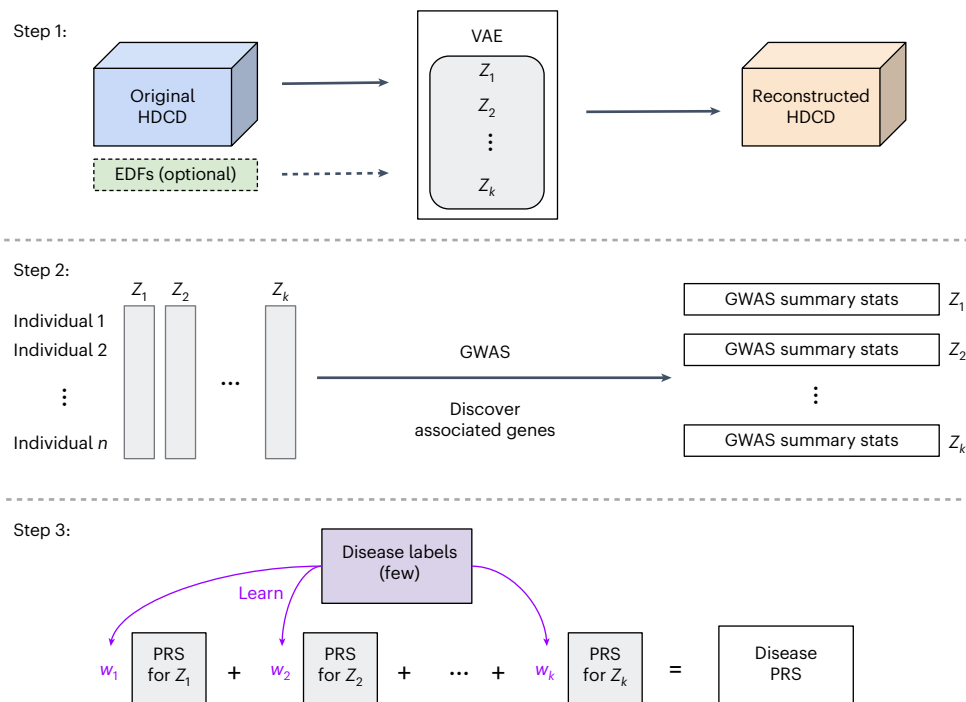 Step 1:
VAE
Original
HDCD
EDFs (optional)
Z1
Z2
⋮
Zk
Reconstructed
HDCD
Step 2:
Z1 Z2 Zk
Individual 1
Individual 2
⋮
Individual n
...
GWAS
Discover
associated genes
GWAS summary stats Z1
GWAS summary stats Z2
⋮
GWAS summary stats Zk
Step 3:
Disease labels
(few)
Learn
w1 PRS
for Z1
+
w2 PRS
for Z2
+ ... +
wk PRS
for Zk
=
Disease
PRS